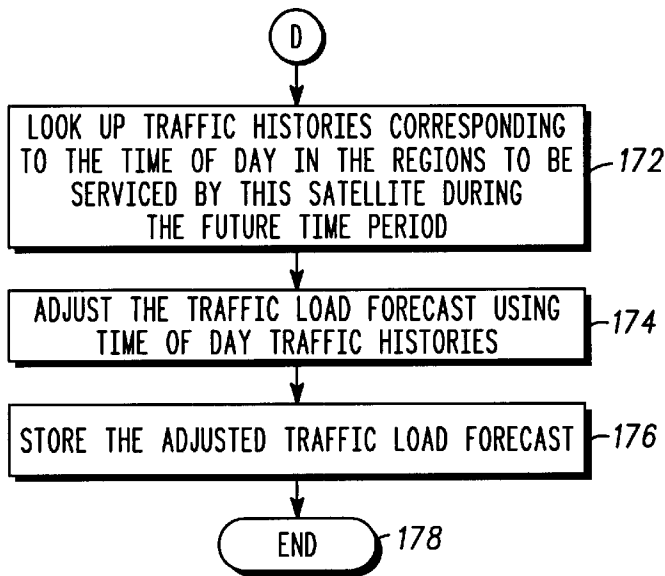 D
LOOK UP TRAFFIC HISTORIES CORRESPONDING
TO THE TIME OF DAY IN THE REGIONS TO BE
SERVICED BY THIS SATELLITE DURING
THE FUTURE TIME PERIOD
172
ADJUST THE TRAFFIC LOAD FORECAST USING
TIME OF DAY TRAFFIC HISTORIES
174
STORE THE ADJUSTED TRAFFIC LOAD FORECAST
176
END
178